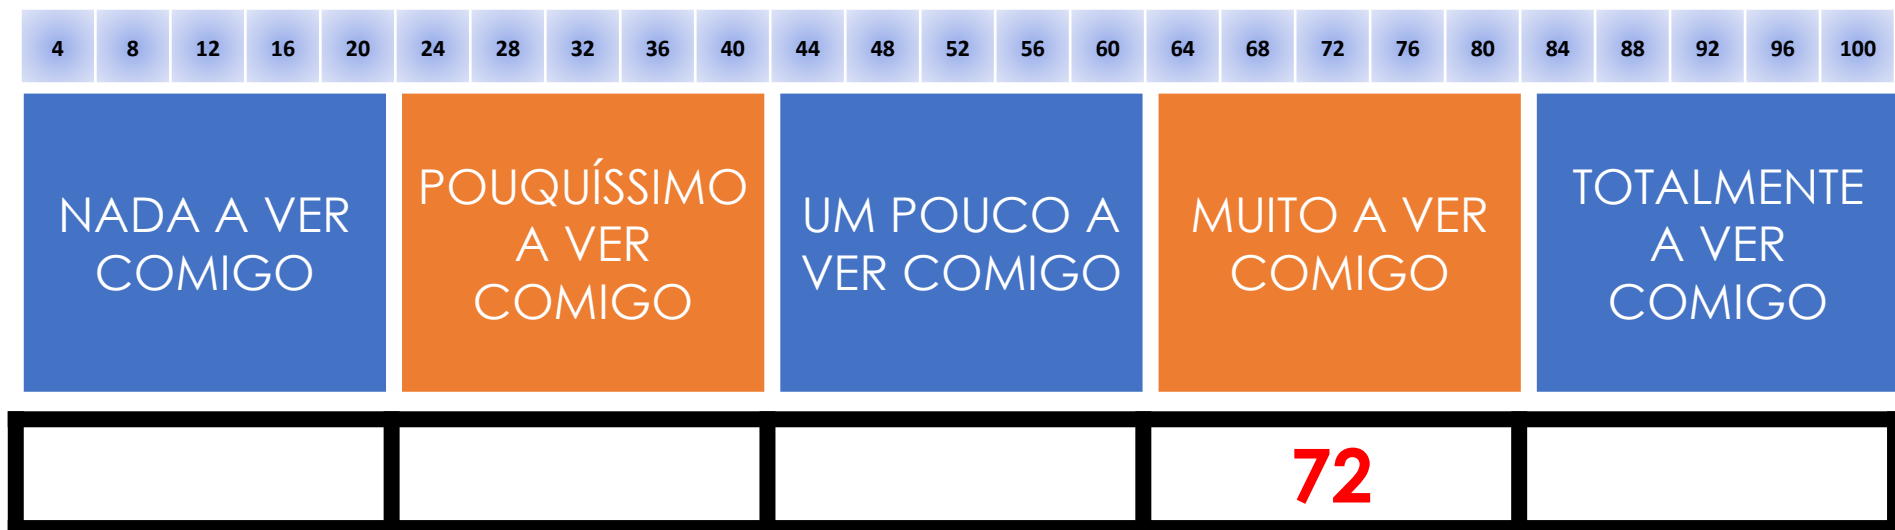 4 8 12 16 20 24 28 32 36 40 44 48 52 56 60 64 68 72 76 80 84 88 92 96 100
NADA A VER
COMIGO
POUQUÍSSIMO
A VER
COMIGO
UM POUCO A
VER COMIGO
MUITO A VER
COMIGO
TOTALMENTE
A VER
COMIGO
72